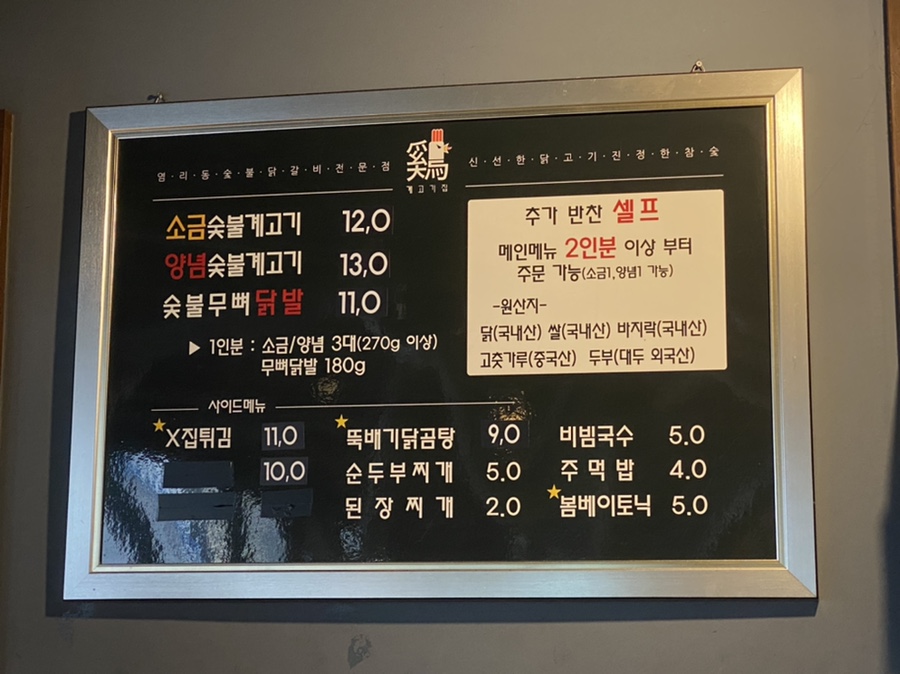 염·리·동·숯·불·닭·갈·비·전·문·점
鷄
계고기집
신·선·한·닭·고·기·진·정·한·참·숯
소금숯불계고기 12,0
양념숯불계고기 13,0
숯불무뼈닭발 11,0
▶ 1인분 : 소금/양념 3대(270g 이상)
무뼈닭발 180g
추가 반찬 셀프
메인메뉴 2인분 이상 부터
주문 가능(소금1,양념1 가능)
-원산지-
닭(국내산) 쌀(국내산) 바지락(국내산)
고춧가루(중국산) 두부(대두 외국산)
사이드메뉴
★X집튀김 11,0
10,0
★뚝배기닭곰탕 9,0
순두부찌개 5.0
된장찌개 2.0
비빔국수 5.0
주먹밥 4.0
★봄베이토닉 5.0